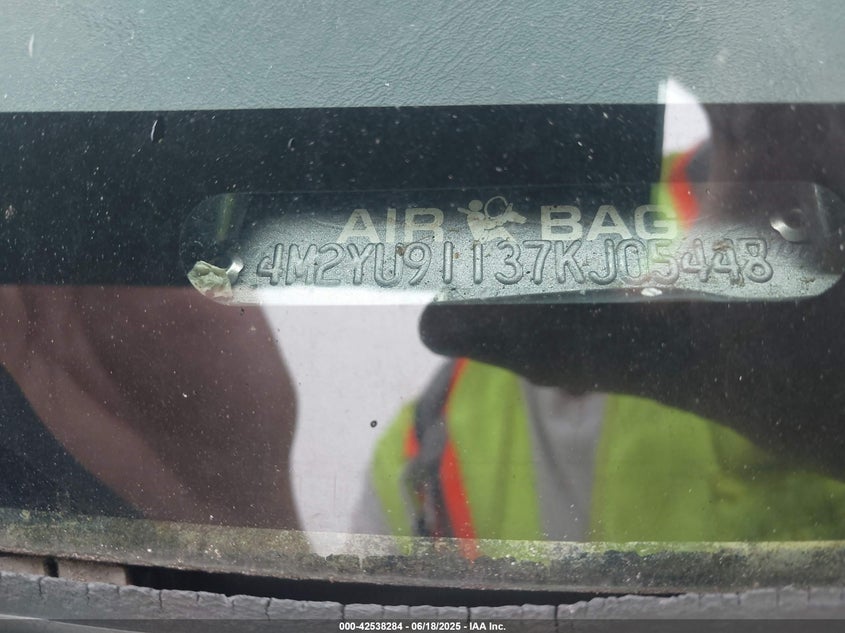 AIR BAG
4M2YU91137KJ05448
000-42538284 - 06/18/2025 - IAA Inc.